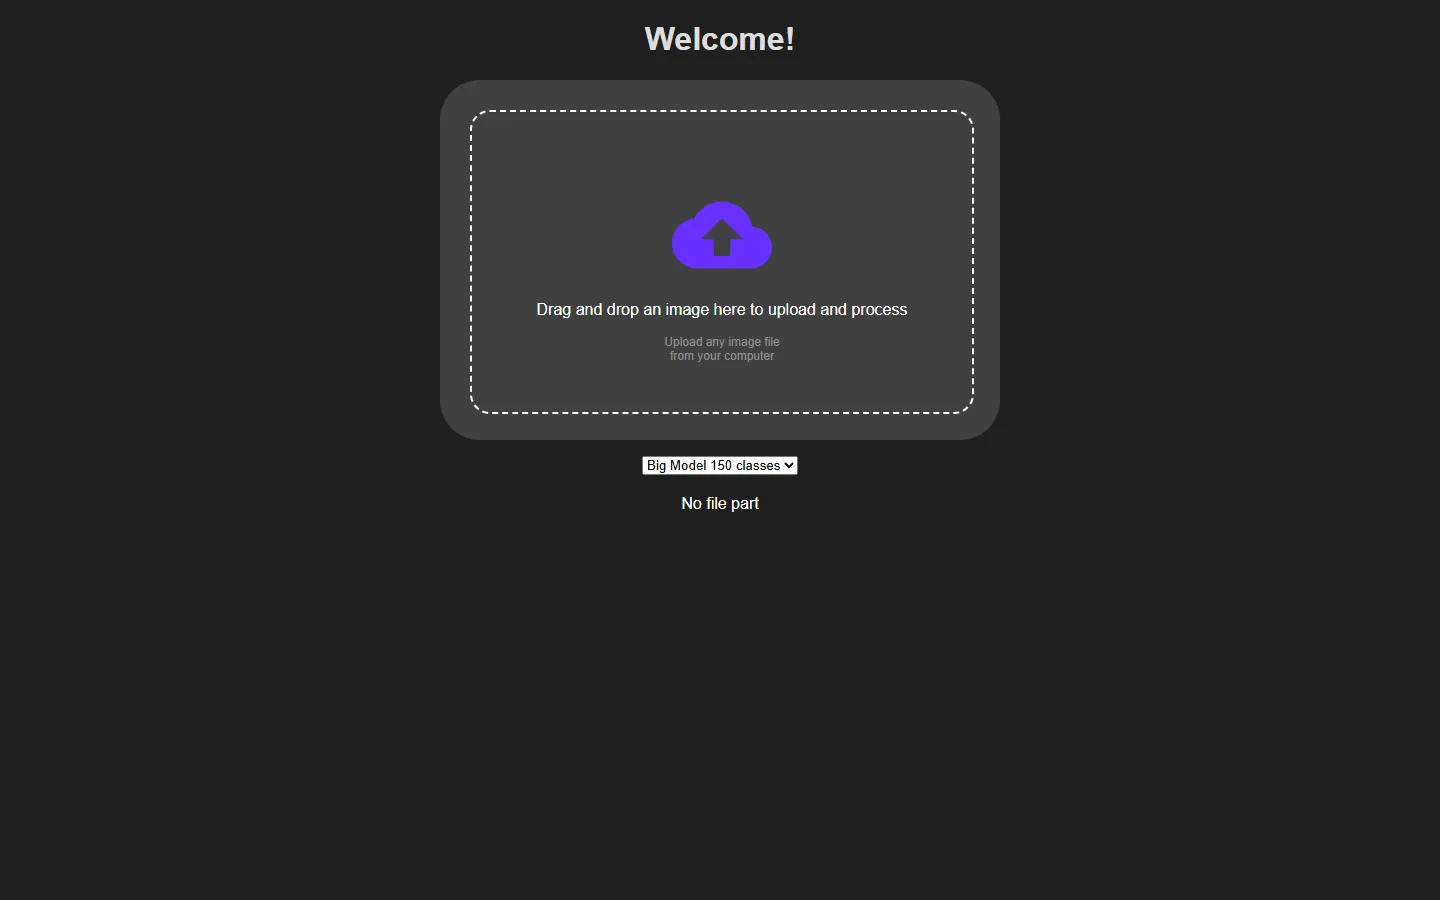 Welcome!
Drag and drop an image here to upload and process
Upload any image file
from your computer
Big Model 150 classes
No file part